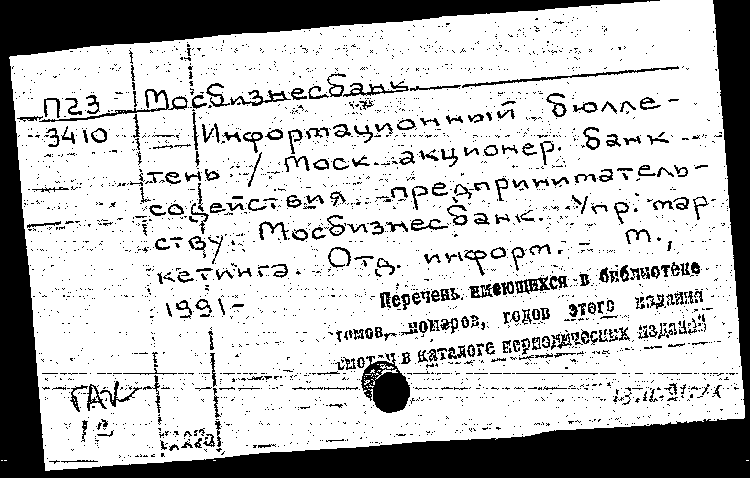 П23 Мосбизнесбанк.
3410 Информационный бюлле-
тень / Моск. акционер. банк
содействия предприниматель-
ству. Мосбизнесбанк. Упр. мар
кетинга. Отд. информ. – М.,
1991-
Перечень имеющихся в библиотеке
томов, номеров, годов этого издания
смотри в каталоге периодических изданий